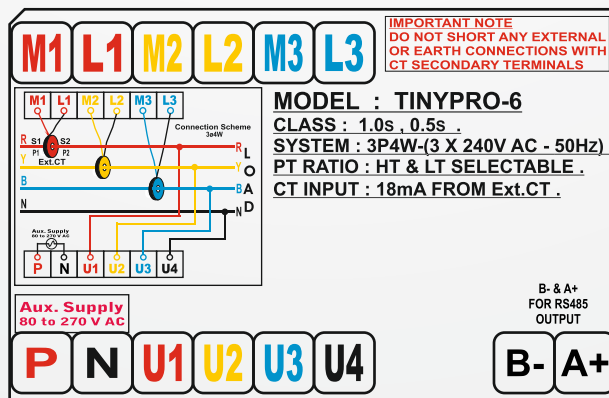 M1 L1 M2 L2 M3 L3
IMPORTANT NOTE
DO NOT SHORT ANY EXTERNAL
OR EARTH CONNECTIONS WITH
CT SECONDARY TERMINALS
M1 L1 M2 L2 M3 L3
Connection Scheme
3e4W
R S1 S2 R
P1 P2
Ext.CT
Y Y
B B
N N
LOAD
Aux. Supply
80 to 270 V AC
P N U1 U2 U3 U4
MODEL : TINYPRO-6
CLASS : 1.0s , 0.5s .
SYSTEM : 3P4W-(3 X 240V AC - 50Hz)
PT RATIO : HT & LT SELECTABLE .
CT INPUT : 18mA FROM Ext.CT .
B- & A+
FOR RS485
OUTPUT
Aux. Supply
80 to 270 V AC
P N U1 U2 U3 U4 B- A+